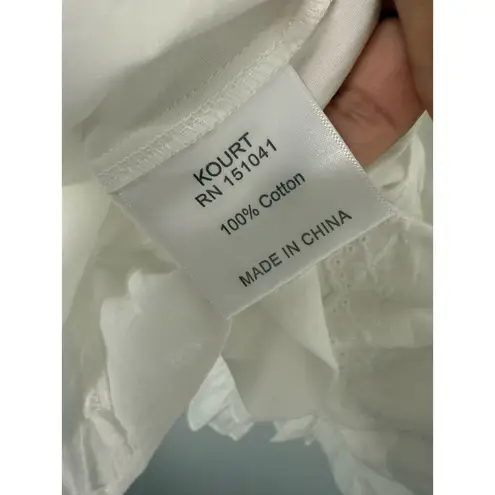 KOURT
RN 151041
100% Cotton
MADE IN CHINA